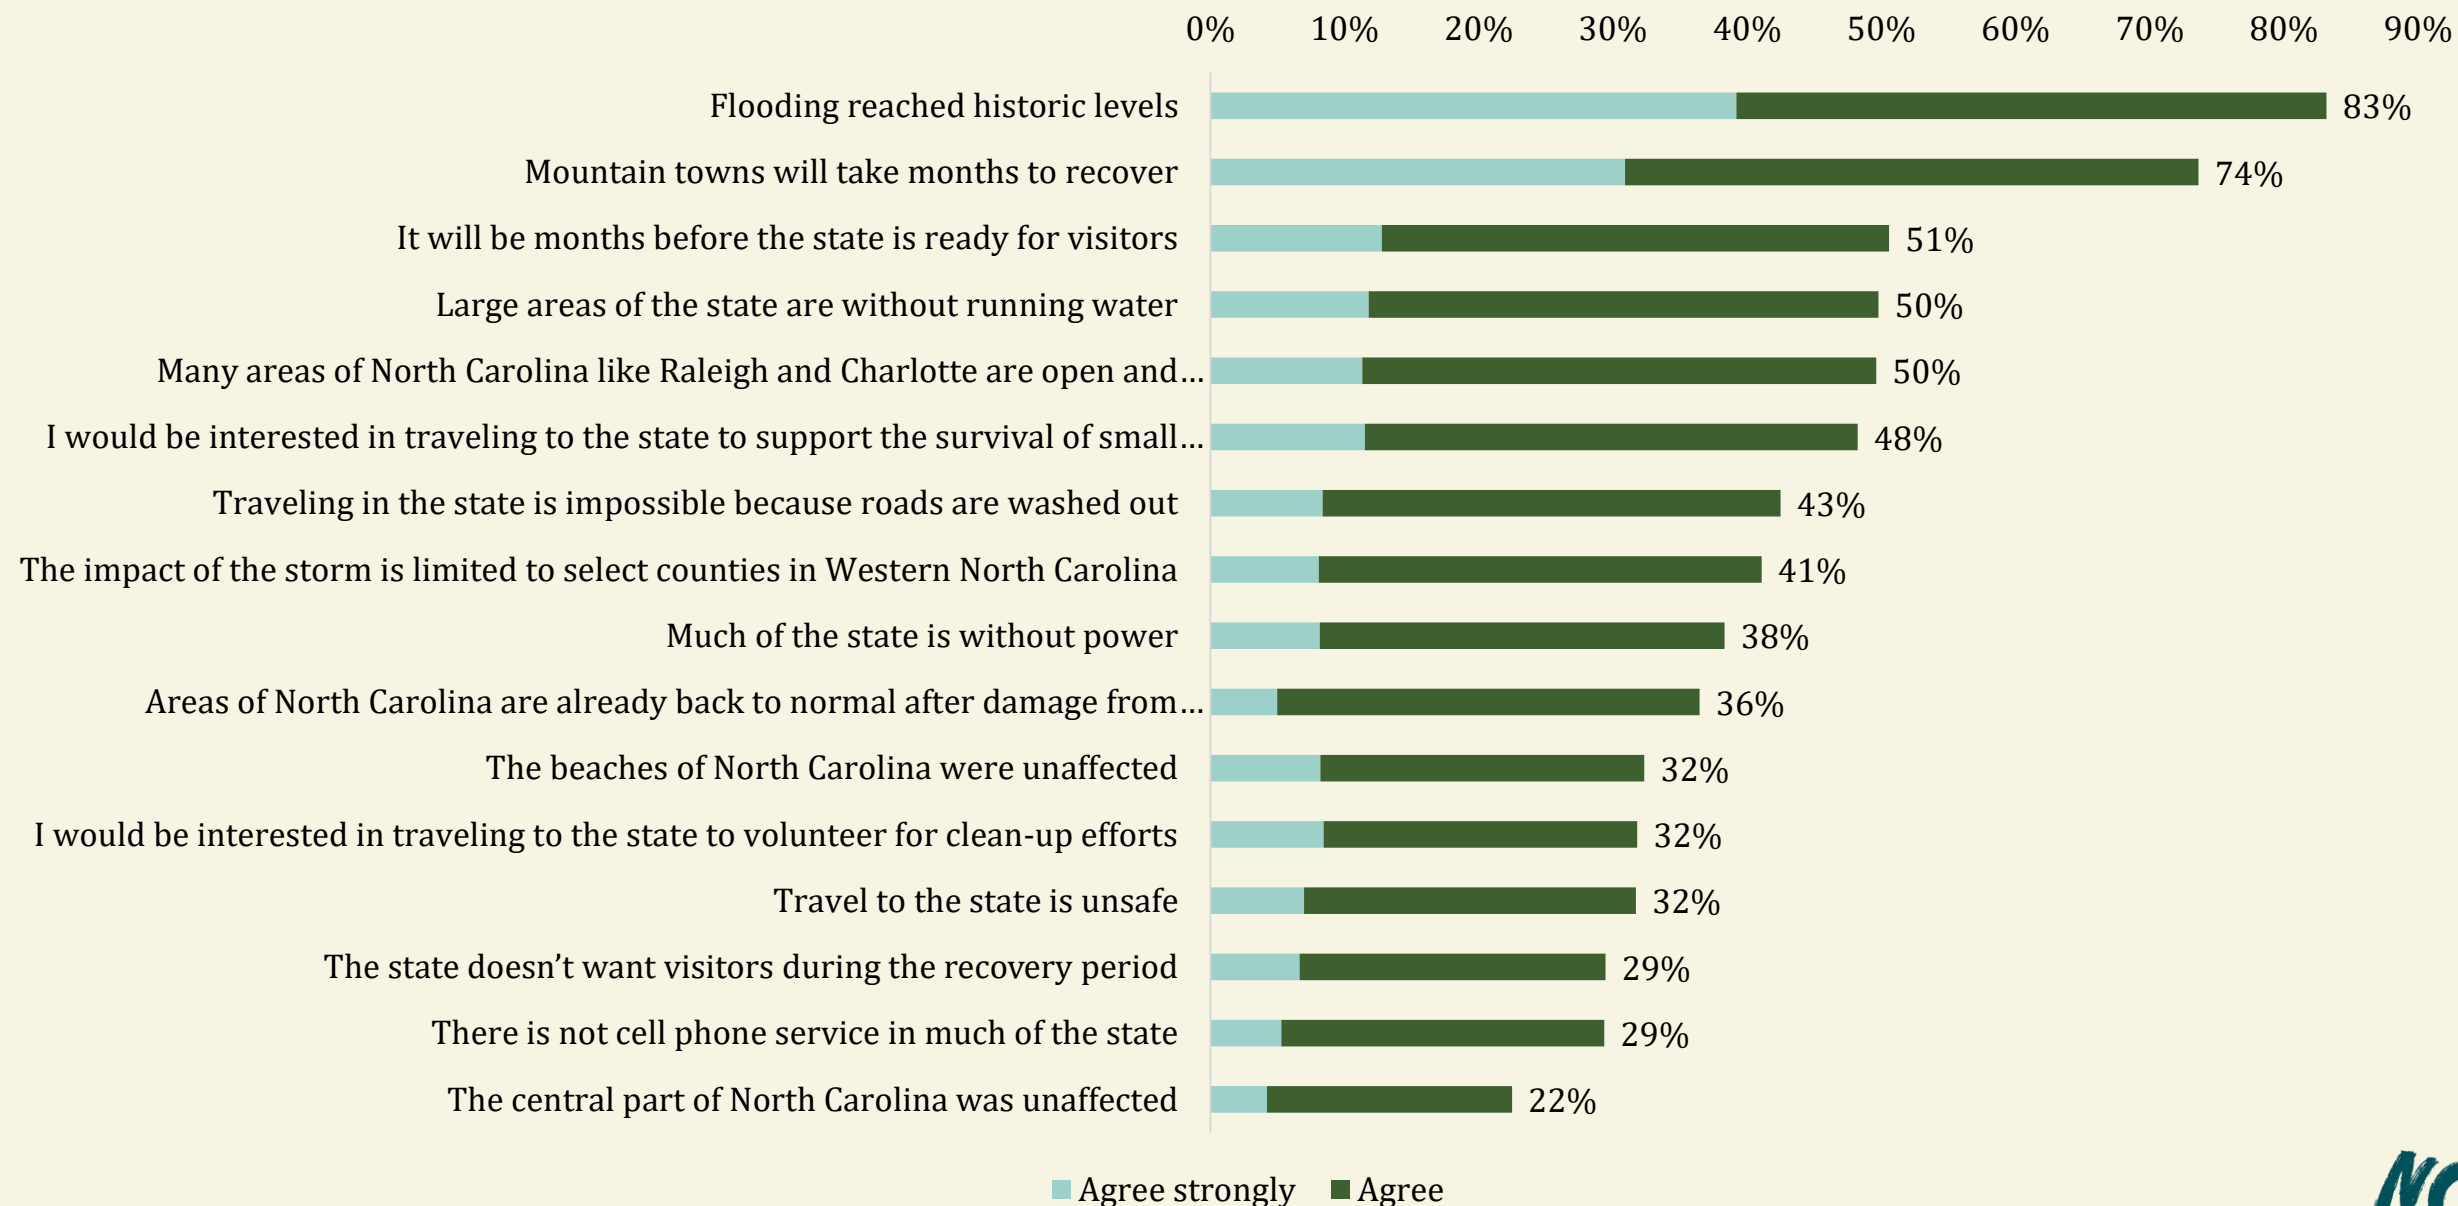 0% 10% 20% 30% 40% 50% 60% 70% 80% 90%
Flooding reached historic levels 83%
Mountain towns will take months to recover 74%
It will be months before the state is ready for visitors 51%
Large areas of the state are without running water 50%
Many areas of North Carolina like Raleigh and Charlotte are open and… 50%
I would be interested in traveling to the state to support the survival of small… 48%
Traveling in the state is impossible because roads are washed out 43%
The impact of the storm is limited to select counties in Western North Carolina 41%
Much of the state is without power 38%
Areas of North Carolina are already back to normal after damage from… 36%
The beaches of North Carolina were unaffected 32%
I would be interested in traveling to the state to volunteer for clean-up efforts 32%
Travel to the state is unsafe 32%
The state doesn’t want visitors during the recovery period 29%
There is not cell phone service in much of the state 29%
The central part of North Carolina was unaffected 22%
Agree strongly Agree